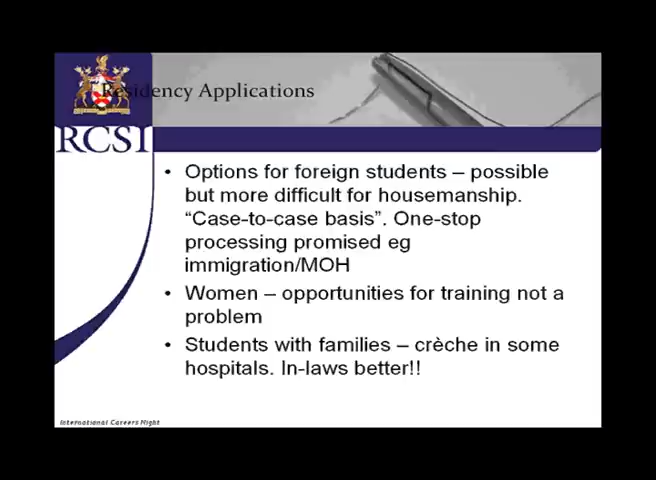 Residency Applications
RCSI
• Options for foreign students – possible
but more difficult for housemanship.
“Case-to-case basis”. One-stop
processing promised eg
immigration/MOH
• Women – opportunities for training not a
problem
• Students with families – crèche in some
hospitals. In-laws better!!
International Careers Night